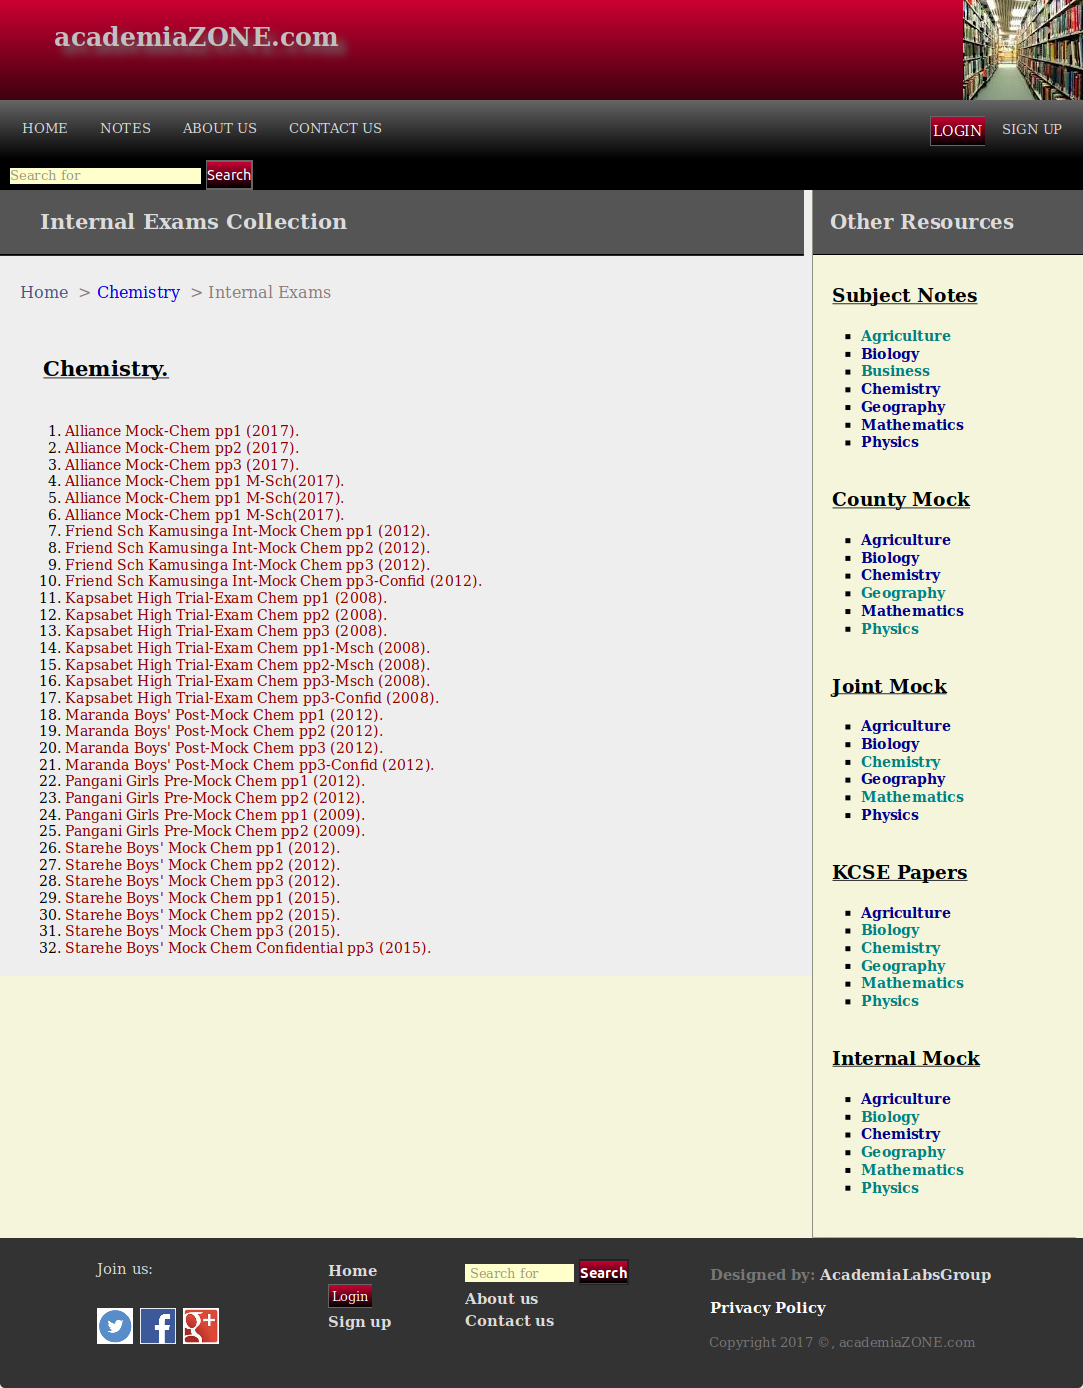 academiaZONE.com
HOME NOTES ABOUT US CONTACT US LOGIN SIGN UP
Search for Search
Internal Exams Collection
Home > Chemistry > Internal Exams
Chemistry.
1. Alliance Mock-Chem pp1 (2017).
2. Alliance Mock-Chem pp2 (2017).
3. Alliance Mock-Chem pp3 (2017).
4. Alliance Mock-Chem pp1 M-Sch(2017).
5. Alliance Mock-Chem pp1 M-Sch(2017).
6. Alliance Mock-Chem pp1 M-Sch(2017).
7. Friend Sch Kamusinga Int-Mock Chem pp1 (2012).
8. Friend Sch Kamusinga Int-Mock Chem pp2 (2012).
9. Friend Sch Kamusinga Int-Mock Chem pp3 (2012).
10. Friend Sch Kamusinga Int-Mock Chem pp3-Confid (2012).
11. Kapsabet High Trial-Exam Chem pp1 (2008).
12. Kapsabet High Trial-Exam Chem pp2 (2008).
13. Kapsabet High Trial-Exam Chem pp3 (2008).
14. Kapsabet High Trial-Exam Chem pp1-Msch (2008).
15. Kapsabet High Trial-Exam Chem pp2-Msch (2008).
16. Kapsabet High Trial-Exam Chem pp3-Msch (2008).
17. Kapsabet High Trial-Exam Chem pp3-Confid (2008).
18. Maranda Boys' Post-Mock Chem pp1 (2012).
19. Maranda Boys' Post-Mock Chem pp2 (2012).
20. Maranda Boys' Post-Mock Chem pp3 (2012).
21. Maranda Boys' Post-Mock Chem pp3-Confid (2012).
22. Pangani Girls Pre-Mock Chem pp1 (2012).
23. Pangani Girls Pre-Mock Chem pp2 (2012).
24. Pangani Girls Pre-Mock Chem pp1 (2009).
25. Pangani Girls Pre-Mock Chem pp2 (2009).
26. Starehe Boys' Mock Chem pp1 (2012).
27. Starehe Boys' Mock Chem pp2 (2012).
28. Starehe Boys' Mock Chem pp3 (2012).
29. Starehe Boys' Mock Chem pp1 (2015).
30. Starehe Boys' Mock Chem pp2 (2015).
31. Starehe Boys' Mock Chem pp3 (2015).
32. Starehe Boys' Mock Chem Confidential pp3 (2015).
Other Resources
Subject Notes
Agriculture
Biology
Business
Chemistry
Geography
Mathematics
Physics
County Mock
Agriculture
Biology
Chemistry
Geography
Mathematics
Physics
Joint Mock
Agriculture
Biology
Chemistry
Geography
Mathematics
Physics
KCSE Papers
Agriculture
Biology
Chemistry
Geography
Mathematics
Physics
Internal Mock
Agriculture
Biology
Chemistry
Geography
Mathematics
Physics
Join us:
Home
Login
Sign up
Search for Search
About us
Contact us
Designed by: AcademiaLabsGroup
Privacy Policy
Copyright 2017 ©, academiaZONE.com